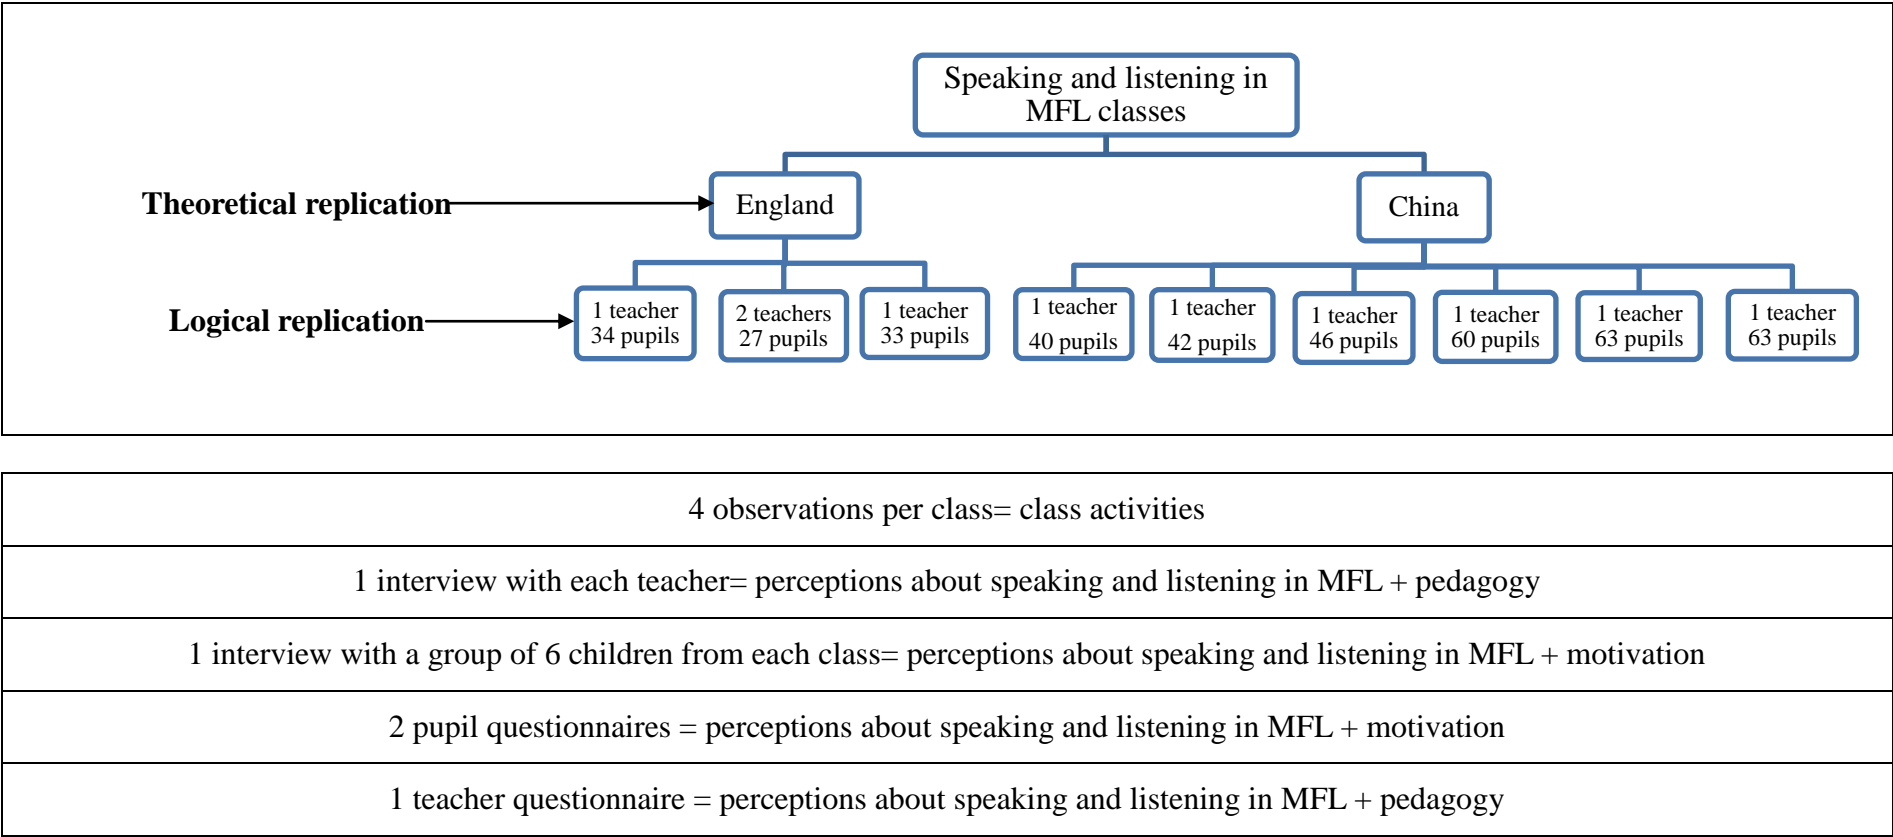 Speaking and listening in
MFL classes
Theoretical replication
England
China
Logical replication
1 teacher
34 pupils
2 teachers
27 pupils
1 teacher
33 pupils
1 teacher
40 pupils
1 teacher
42 pupils
1 teacher
46 pupils
1 teacher
60 pupils
1 teacher
63 pupils
1 teacher
63 pupils
4 observations per class= class activities
1 interview with each teacher= perceptions about speaking and listening in MFL + pedagogy
1 interview with a group of 6 children from each class= perceptions about speaking and listening in MFL + motivation
2 pupil questionnaires = perceptions about speaking and listening in MFL + motivation
1 teacher questionnaire = perceptions about speaking and listening in MFL + pedagogy